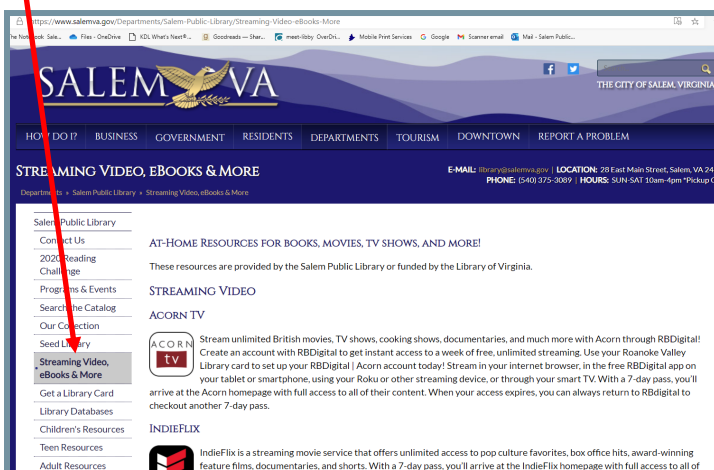 https://www.salemva.gov/Departments/Salem-Public-Library/Streaming-Video-eBooks-More
Sale... Files - OneDrive KDL What's Next®... Goodreads — Shar... meet-libby OverDri... Mobile Print Services Google Scanner email Mail - Salem Public...
SALEM VA
THE CITY OF SALEM, VIRGINIA
HOW DO I? BUSINESS GOVERNMENT RESIDENTS DEPARTMENTS TOURISM DOWNTOWN REPORT A PROBLEM
STREAMING VIDEO, EBOOKS & MORE
E-MAIL: library@salemva.gov | LOCATION: 28 East Main Street, Salem, VA 24
PHONE: (540) 375-3089 | HOURS: SUN-SAT 10am-4pm *Pickup
Departments » Salem Public Library » Streaming Video, eBooks & More
Salem Public Library
Contact Us
2020 Reading
Challenge
Programs & Events
Search the Catalog
Our Collection
Seed Library
Streaming Video,
eBooks & More
Get a Library Card
Library Databases
Children's Resources
Teen Resources
Adult Resources
AT-HOME RESOURCES FOR BOOKS, MOVIES, TV SHOWS, AND MORE!
These resources are provided by the Salem Public Library or funded by the Library of Virginia.
STREAMING VIDEO
ACORN TV
ACORN
tv
Stream unlimited British movies, TV shows, cooking shows, documentaries, and much more with Acorn through RBDigital!
Create an account with RBDigital to get instant access to a week of free, unlimited streaming. Use your Roanoke Valley
Library card to set up your RBDigital | Acorn account today! Stream in your internet browser, in the free RBDigital app on
your tablet or smartphone, using your Roku or other streaming device, or through your smart TV. With a 7-day pass, you'll
arrive at the Acorn homepage with full access to all of their content. When your access expires, you can always return to RBdigital to
checkout another 7-day pass.
INDIEFLIX
IndieFlix is a streaming movie service that offers unlimited access to pop culture favorites, box office hits, award-winning
feature films, documentaries, and shorts. With a 7-day pass, you'll arrive at the IndieFlix homepage with full access to all of